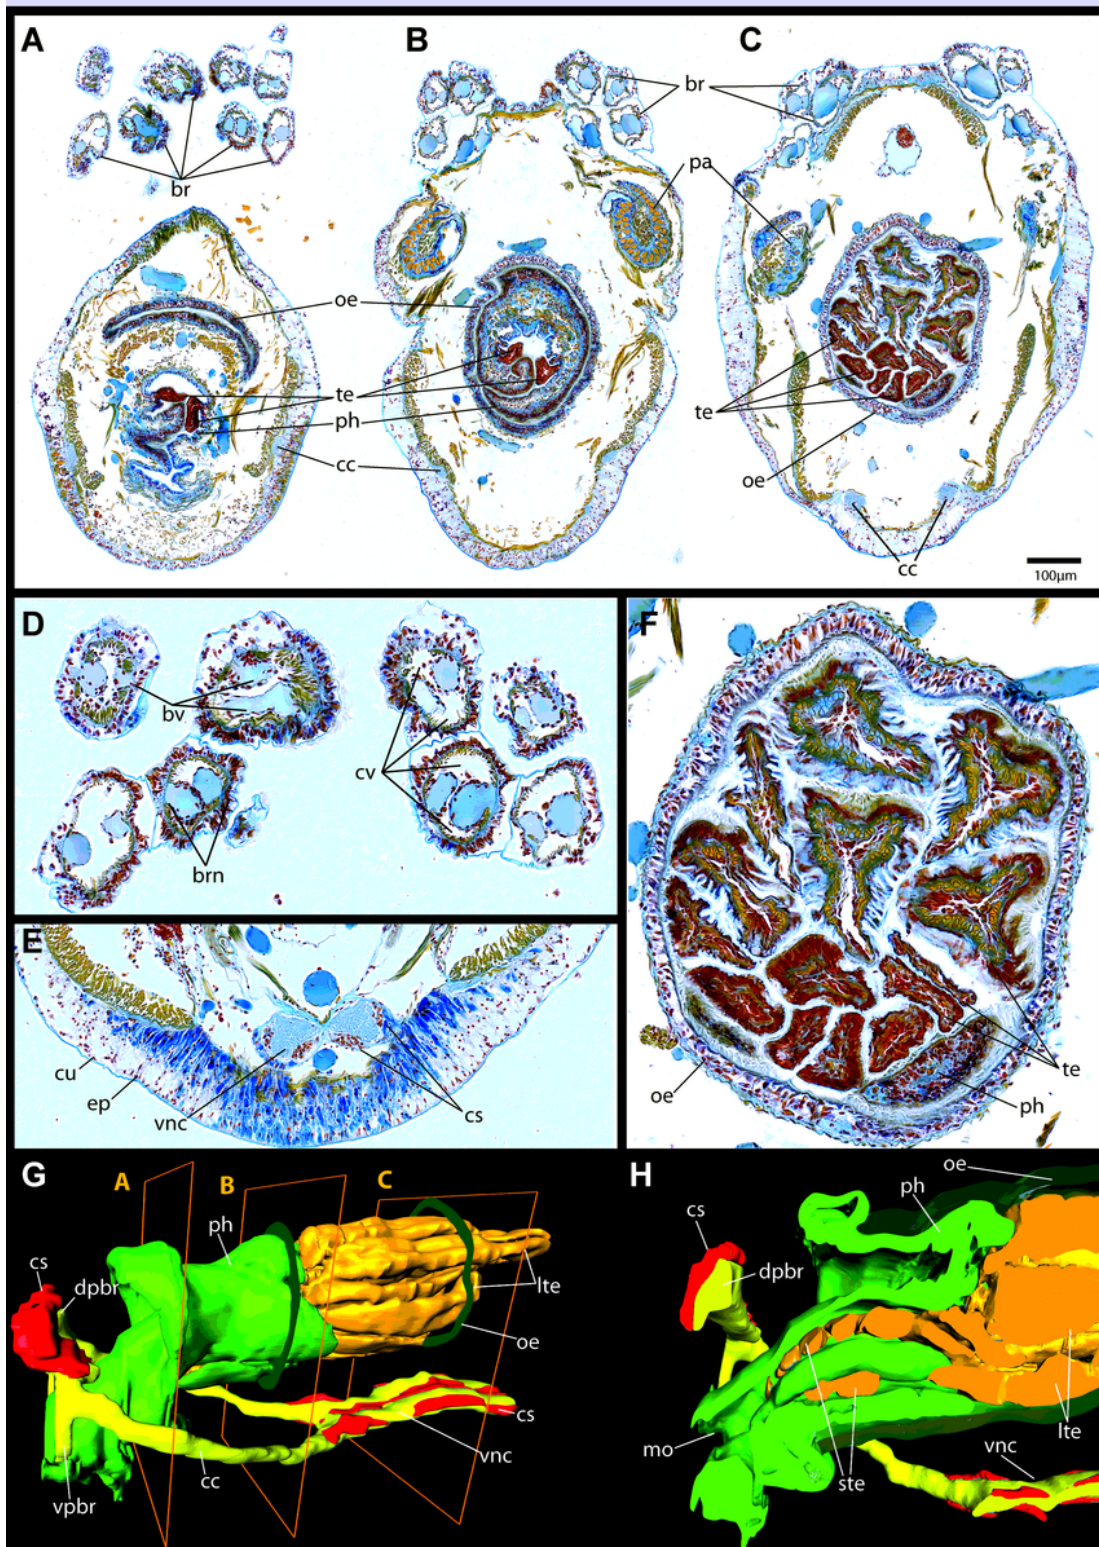 A
B
C
br
br
pa
oe
te
ph
cc
te
oe
cc
100µm
D
bv
cv
brn
E
cu
ep
vnc
cs
F
oe
te
ph
G
A
B
C
ph
cs
dpbr
lte
oe
cs
vnc
cc
vpbr
H
oe
ph
cs
dpbr
mo
ste
lte
vnc